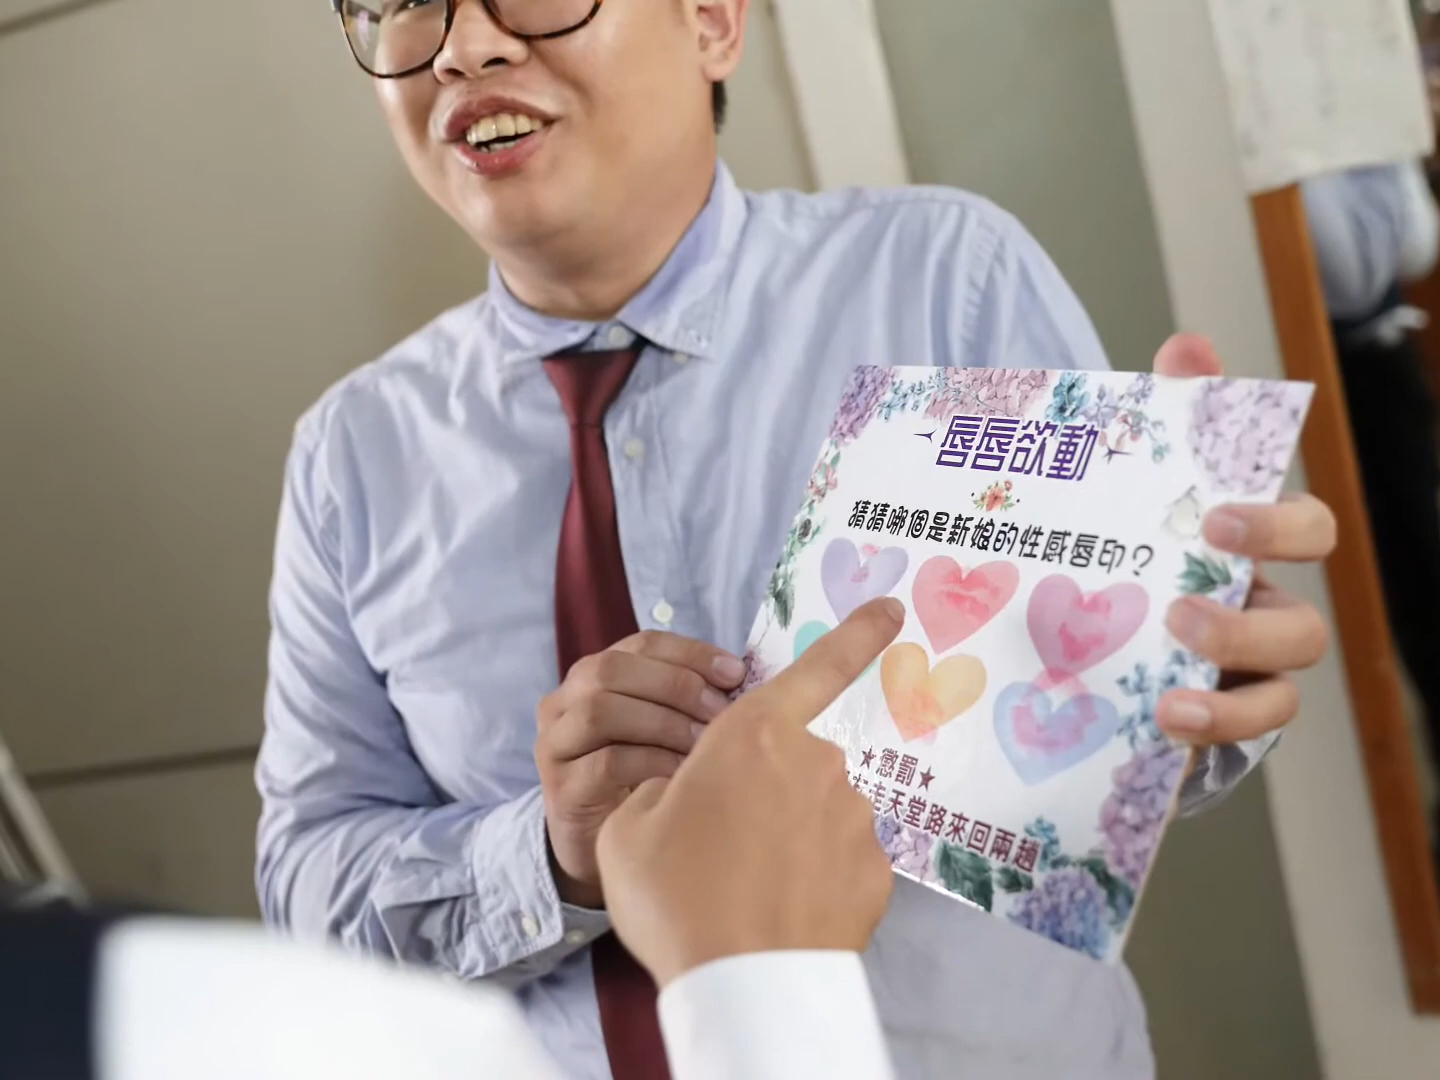 唇唇欲動
猜猜哪個是新娘的性感唇印？
★懲罰★
走天堂路來回兩趟